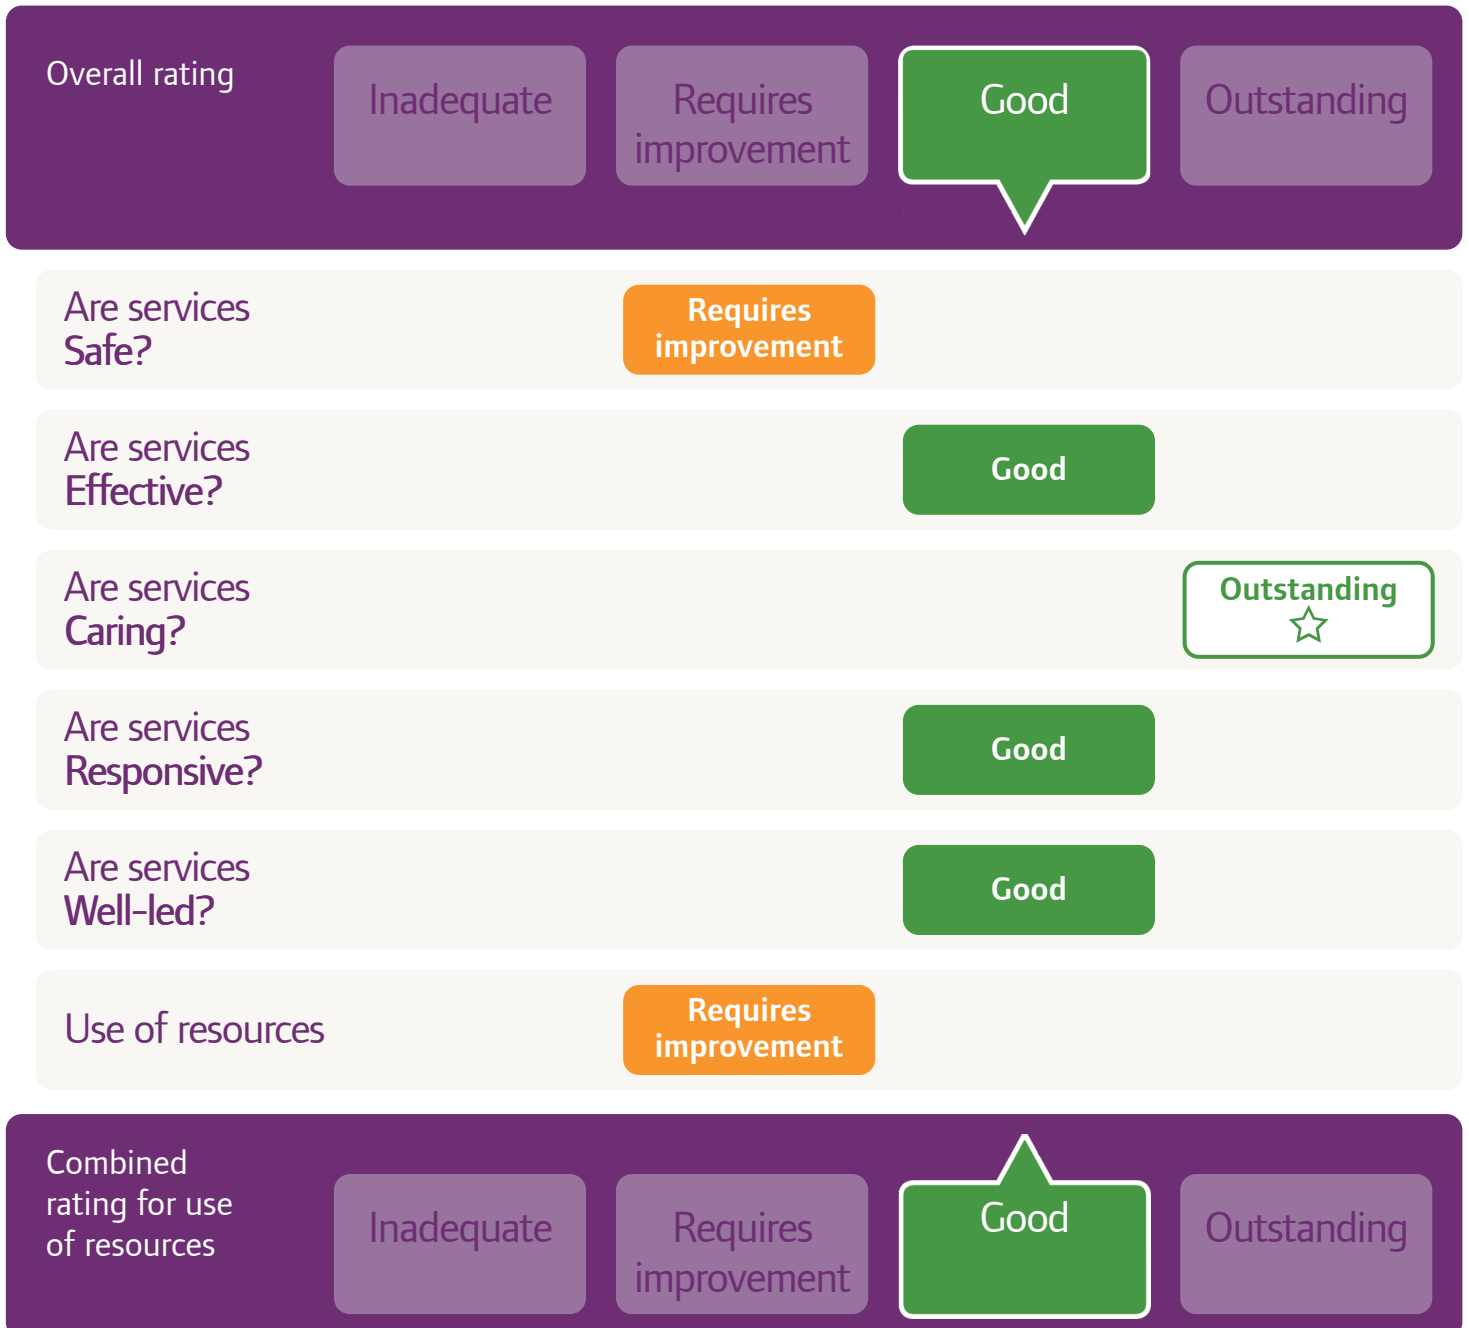 Overall rating
Inadequate
Requires
improvement
Good
Outstanding
Are services
Safe?
Requires
improvement
Are services
Effective?
Good
Are services
Caring?
Outstanding
Are services
Responsive?
Good
Are services
Well-led?
Good
Use of resources
Requires
improvement
Combined
rating for use
of resources
Inadequate
Requires
improvement
Good
Outstanding